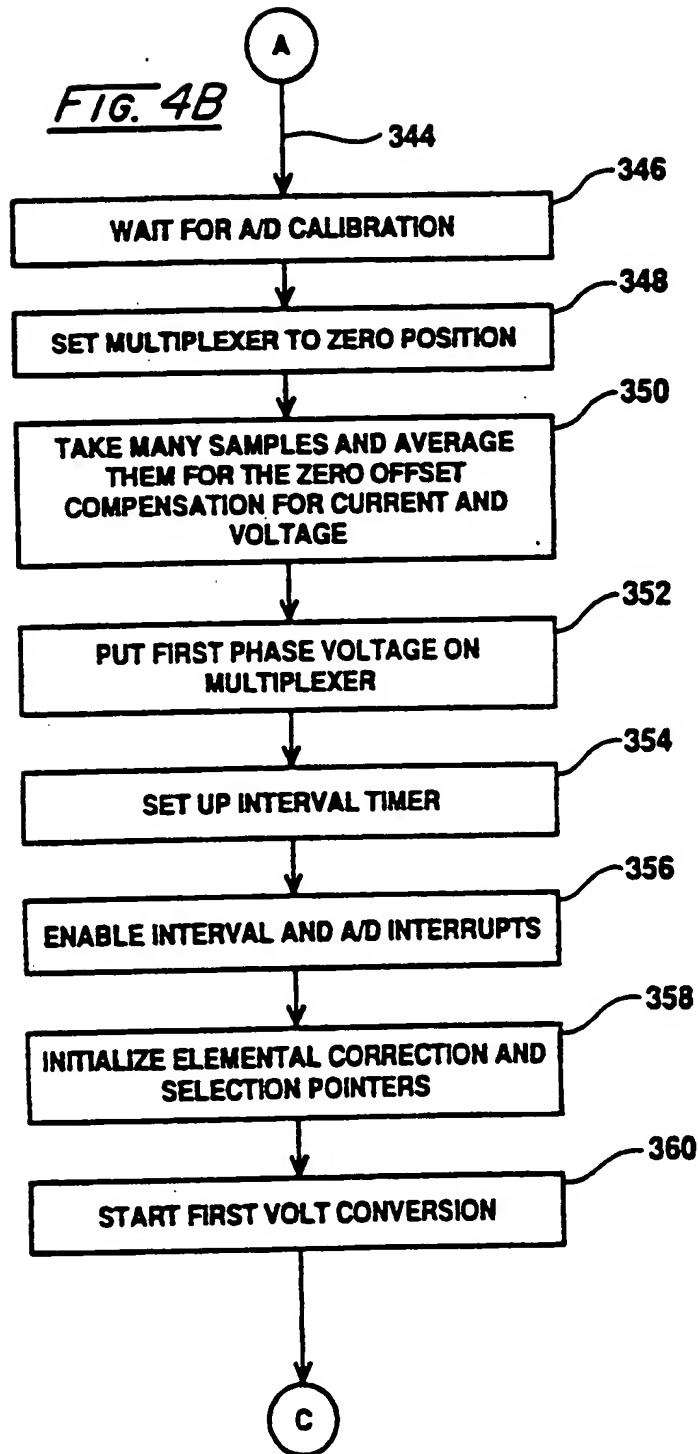 A
FIG. 4B
344
346
WAIT FOR A/D CALIBRATION
348
SET MULTIPLEXER TO ZERO POSITION
350
TAKE MANY SAMPLES AND AVERAGE
THEM FOR THE ZERO OFFSET
COMPENSATION FOR CURRENT AND
VOLTAGE
352
PUT FIRST PHASE VOLTAGE ON
MULTIPLEXER
354
SET UP INTERVAL TIMER
356
ENABLE INTERVAL AND A/D INTERRUPTS
358
INITIALIZE ELEMENTAL CORRECTION AND
SELECTION POINTERS
360
START FIRST VOLT CONVERSION
C